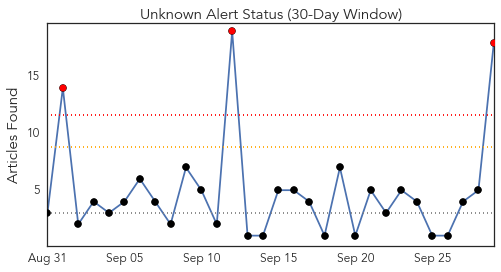 Unknown Alert Status (30-Day Window)
Articles Found
15
10
5
Aug 31 Sep 05 Sep 10 Sep 15 Sep 20 Sep 25